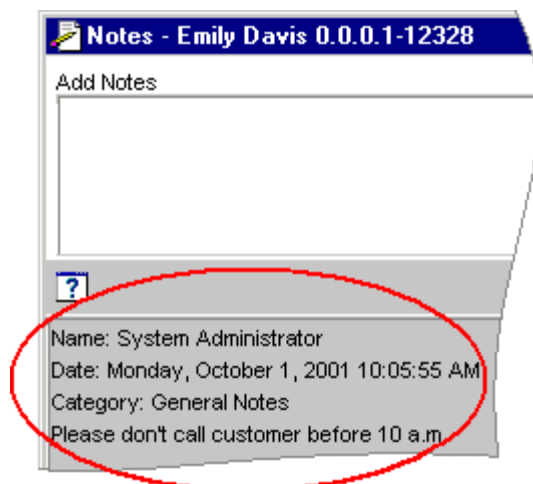 Notes - Emily Davis 0.0.0.1-12328
Add Notes
?
Name: System Administrator
Date: Monday, October 1, 2001 10:05:55 AM
Category: General Notes
Please don't call customer before 10 a.m